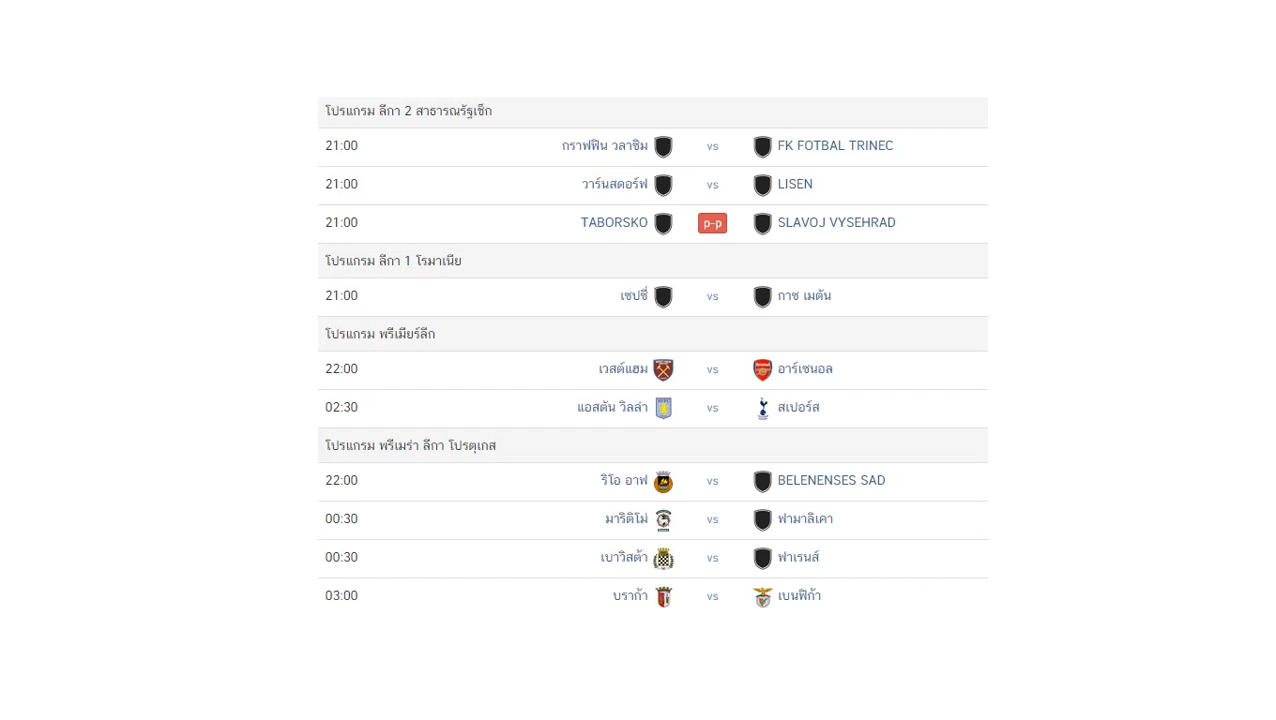 โปรแกรม ลีกา 2 สาธารณรัฐเช็ก
21:00 กราฟฟิน วลาซิม vs FK FOTBAL TRINEC
21:00 วาร์นสดอร์ฟ vs LISEN
21:00 TABORSKO p-p SLAVOJ VYSEHRAD
โปรแกรม ลีกา 1 โรมาเนีย
21:00 เซปซี่ vs กาซ เมตัน
โปรแกรม พรีเมียร์ลีก
22:00 เวสต์แฮม vs อาร์เซนอล
02:30 แอสตัน วิลล่า vs สเปอร์ส
โปรแกรม พรีเมร่า ลีกา โปรตุเกส
22:00 ริโอ อาฟ vs BELENENSES SAD
00:30 มาริติโม่ vs ฟามาลิเคา
00:30 เบาวิสต้า vs ฟาเรนส์
03:00 บราก้า vs เบนฟิก้า